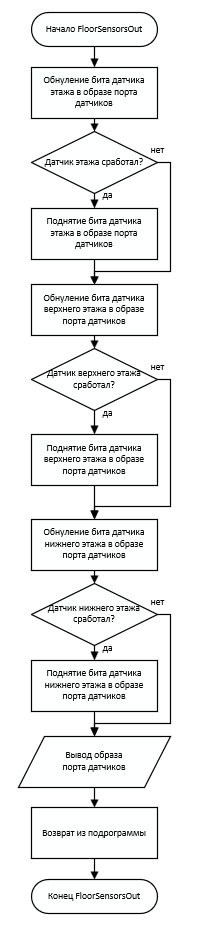 Начало FloorSensorsOut
Обнуление бита датчика
этажа в образе порта
датчиков
Датчик этажа сработал?
нет
да
Поднятие бита датчика
этажа в образе порта
датчиков
Обнуление бита датчика
верхнего этажа в образе
порта датчиков
нет
Датчик верхнего этажа
сработал?
да
Поднятие бита датчика
верхнего этажа в образе
порта датчиков
Обнуление бита датчика
нижнего этажа в образе
порта датчиков
нет
Датчик нижнего этажа
сработал?
да
Поднятие бита датчика
нижнего этажа в образе
порта датчиков
Вывод образа
порта датчиков
Возврат из подрограммы
Конец FloorSensorsOut